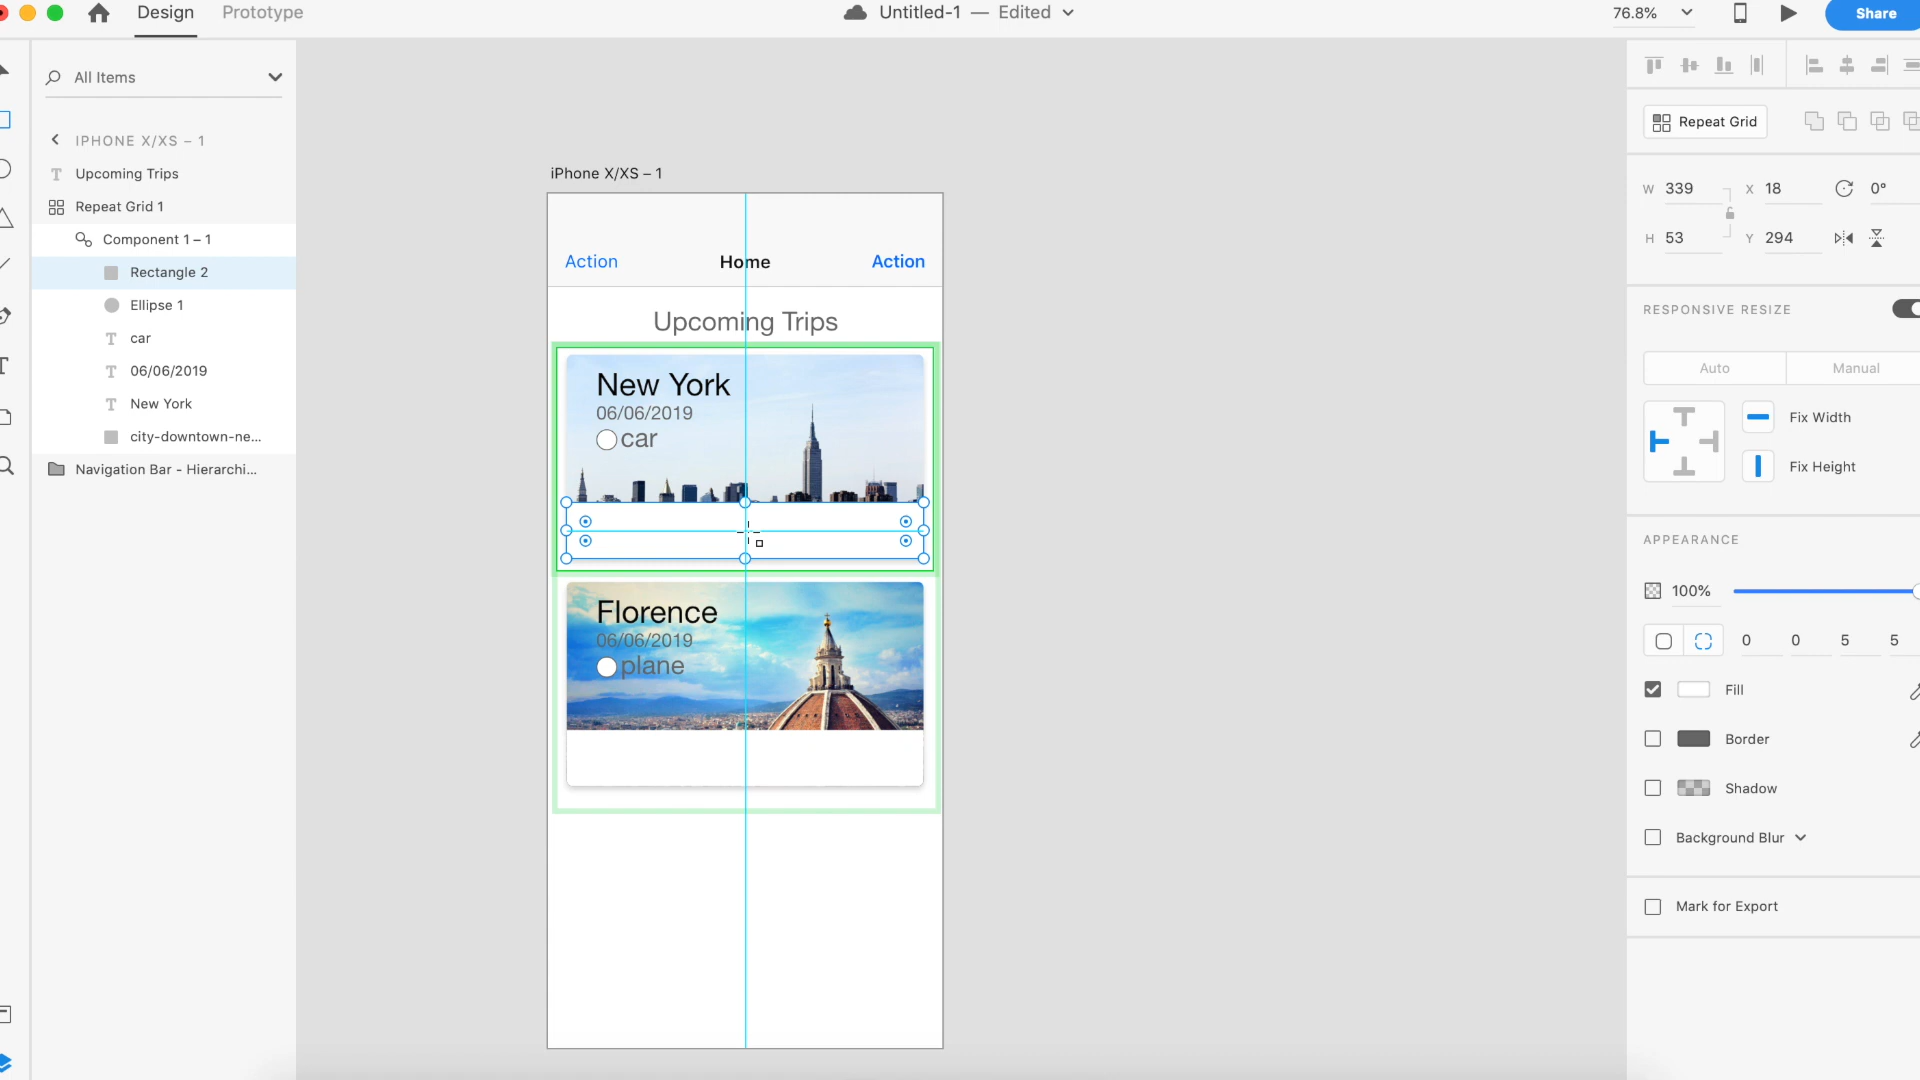 Design Prototype
Untitled-1 — Edited
76.8%
Share
All Items
IPHONE X/XS – 1
Upcoming Trips
Repeat Grid 1
Component 1 – 1
Rectangle 2
Ellipse 1
car
06/06/2019
New York
city-downtown-ne...
Navigation Bar - Hierarchi...
iPhone X/XS – 1
Action Home Action
Upcoming Trips
New York
06/06/2019
car
Florence
06/06/2019
plane
Repeat Grid
W 339 X 18 0°
H 53 Y 294
RESPONSIVE RESIZE
Auto Manual
Fix Width
Fix Height
APPEARANCE
100%
0 0 5 5
Fill
Border
Shadow
Background Blur
Mark for Export